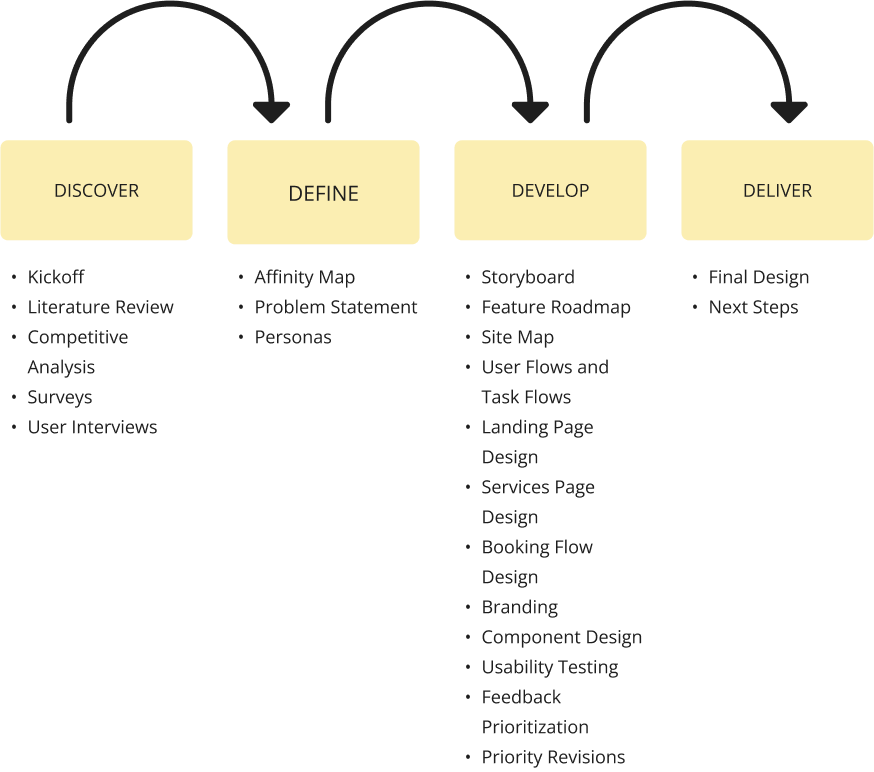 DISCOVER
DEFINE
DEVELOP
DELIVER
• Kickoff
• Literature Review
• Competitive
Analysis
• Surveys
• User Interviews
• Affinity Map
• Problem Statement
• Personas
• Storyboard
• Feature Roadmap
• Site Map
• User Flows and
Task Flows
• Landing Page
Design
• Services Page
Design
• Booking Flow
Design
• Branding
• Component Design
• Usability Testing
• Feedback
Prioritization
• Priority Revisions
• Final Design
• Next Steps